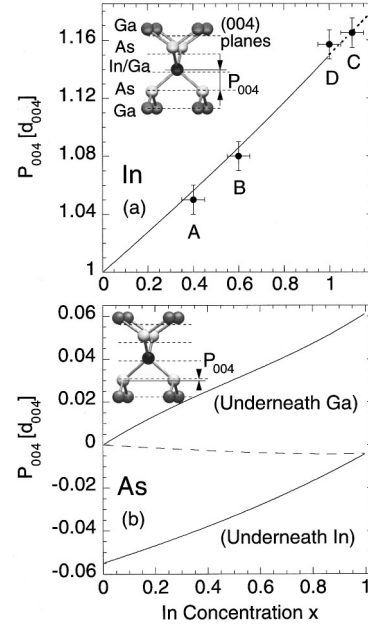 Ga
(004)
As
planes
In/Ga
P004
As
Ga
D
C
B
A
In
(a)
1.16
1.12
1.08
1.04
1
P004 [d004]
0 0.2 0.4 0.6 0.8 1.0
0.06
0.04
0.02
0
-0.02
-0.04
-0.06
P004 [d004]
P004
(Underneath Ga)
As
(b)
(Underneath In)
0 0.2 0.4 0.6 0.8 1
In Concentration x